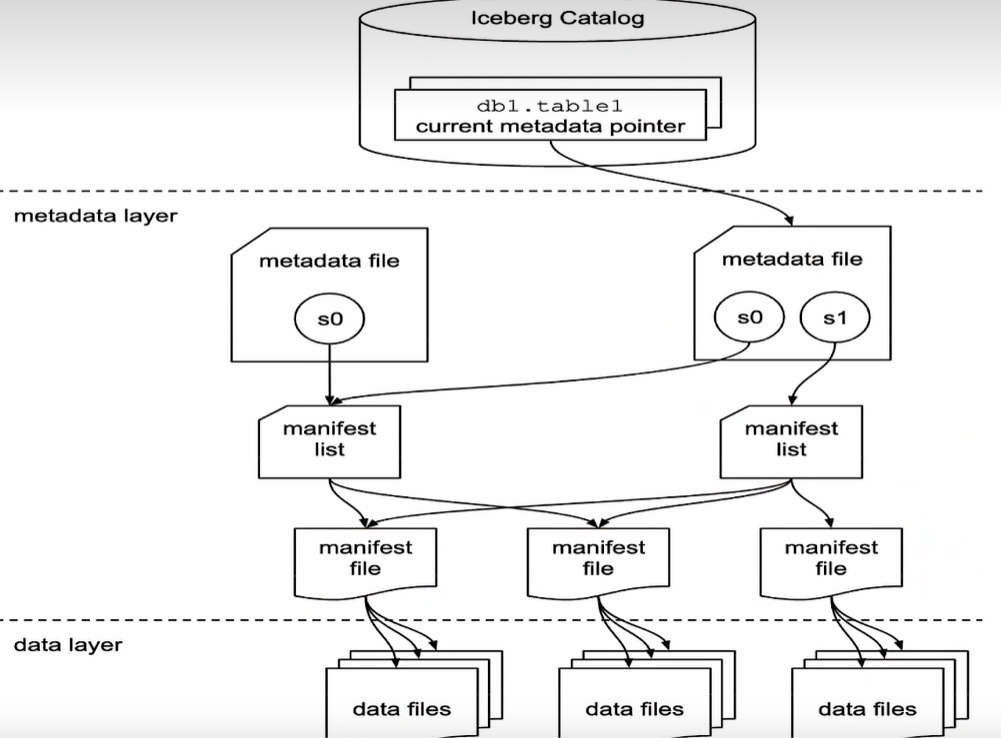 Iceberg Catalog
db1.table1
current metadata pointer
metadata layer
metadata file
metadata file
s0
s0
s1
manifest
list
manifest
list
manifest
file
manifest
file
manifest
file
data layer
data files
data files
data files